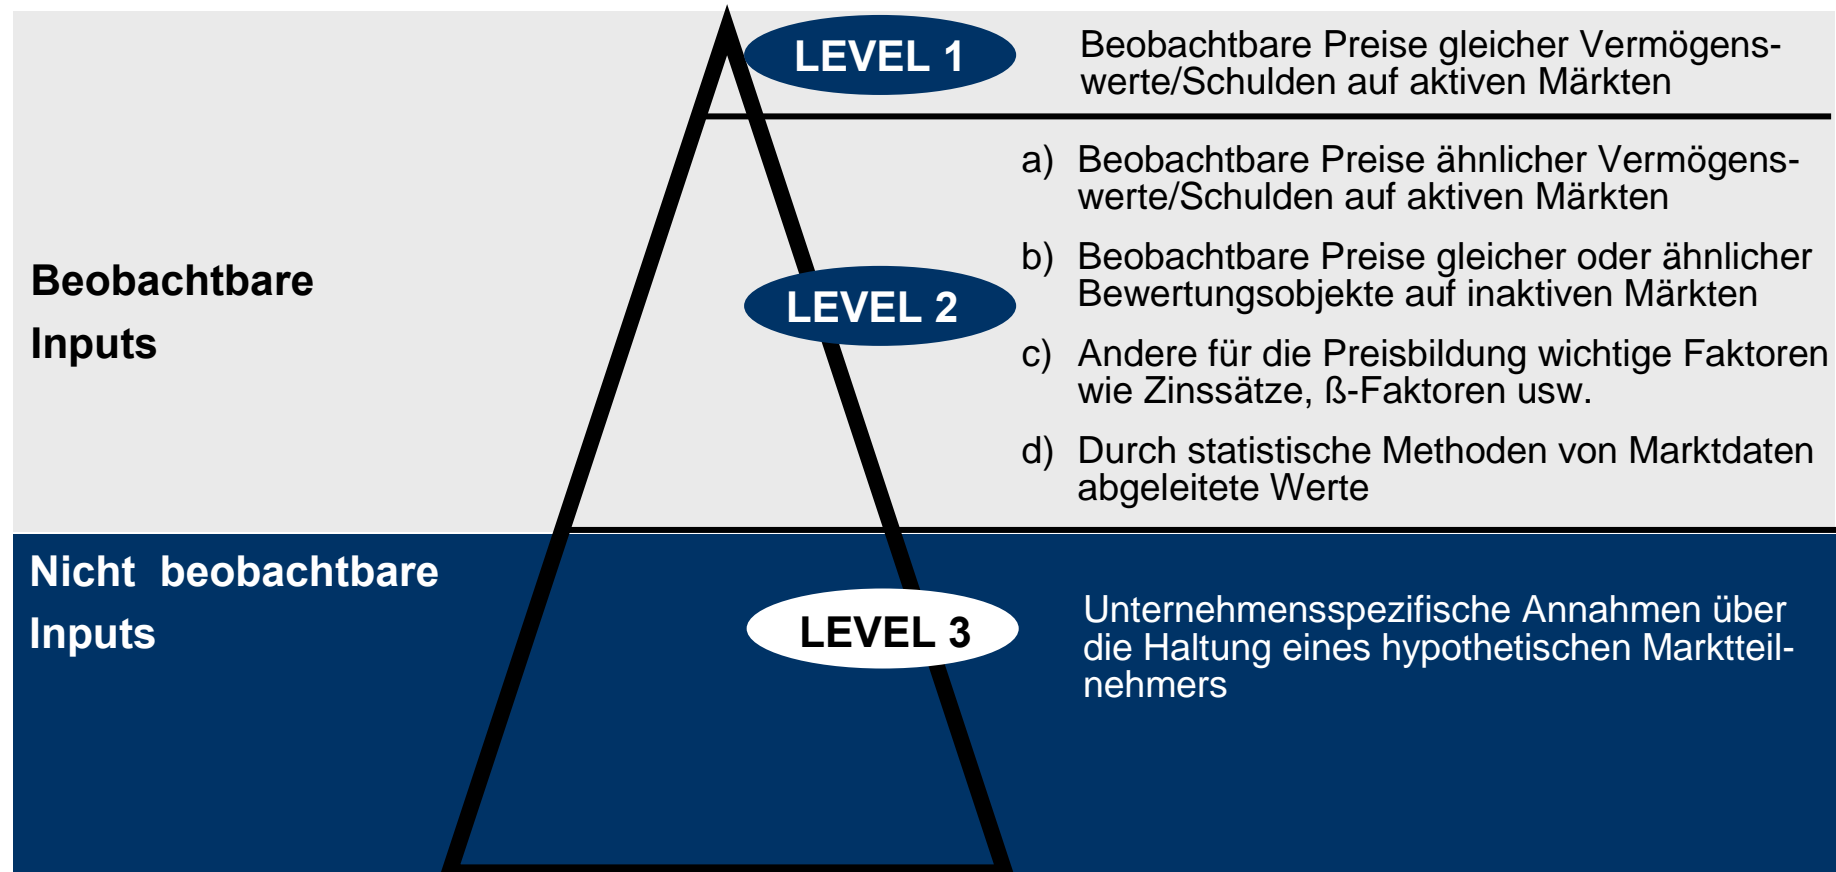 LEVEL 1
Beobachtbare Preise gleicher Vermögens-
werte/Schulden auf aktiven Märkten
Beobachtbare
Inputs
LEVEL 2
a) Beobachtbare Preise ähnlicher Vermögens-
werte/Schulden auf aktiven Märkten
b) Beobachtbare Preise gleicher oder ähnlicher
Bewertungsobjekte auf inaktiven Märkten
c) Andere für die Preisbildung wichtige Faktoren
wie Zinssätze, ß-Faktoren usw.
d) Durch statistische Methoden von Marktdaten
abgeleitete Werte
Nicht beobachtbare
Inputs
LEVEL 3
Unternehmensspezifische Annahmen über
die Haltung eines hypothetischen Marktteil-
nehmers